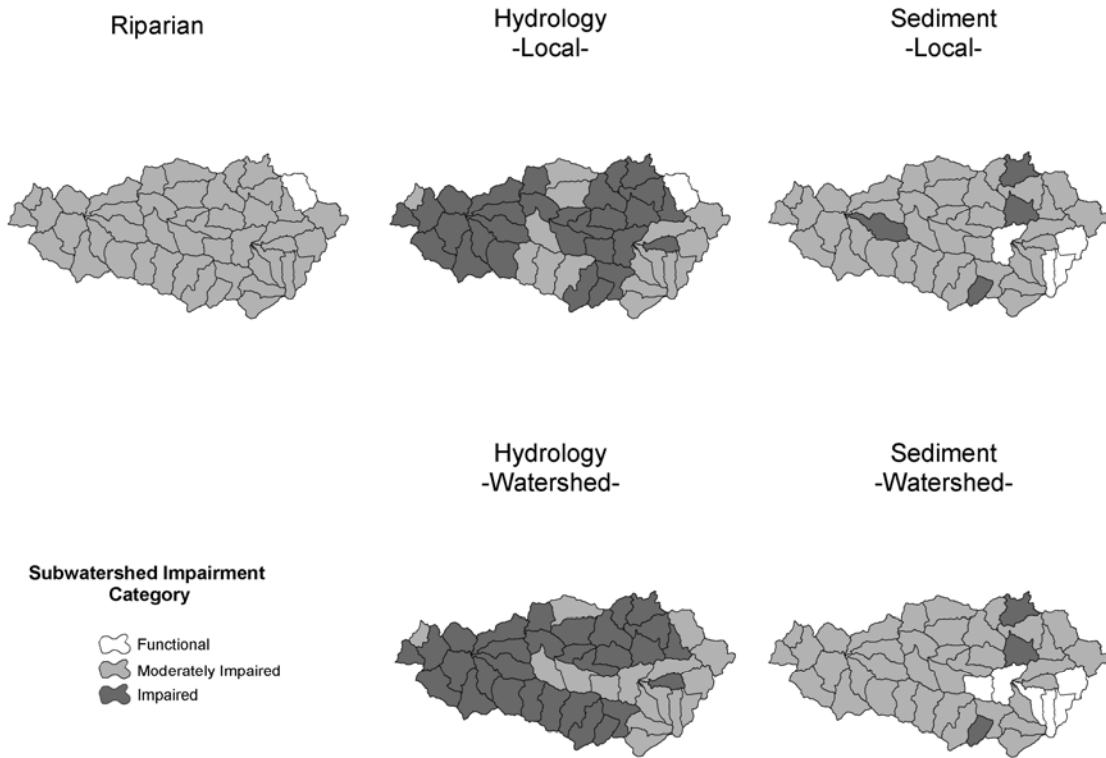 Riparian
Hydrology
-Local-
Sediment
-Local-
Hydrology
-Watershed-
Sediment
-Watershed-
Subwatershed Impairment
Category
Functional
Moderately Impaired
Impaired